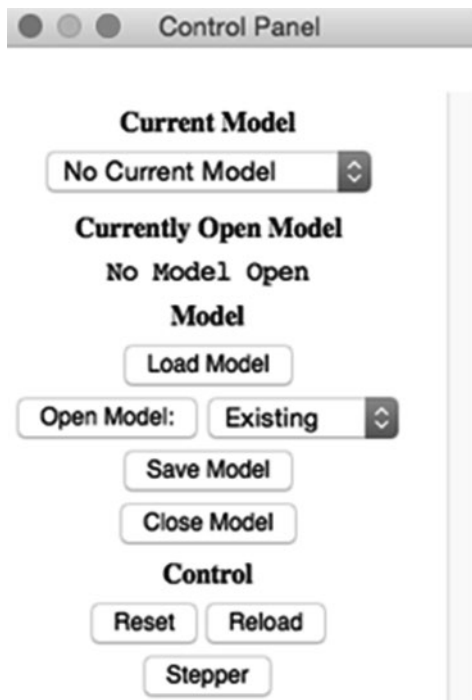 Control Panel
Current Model
No Current Model
Currently Open Model
No Model Open
Model
Load Model
Open Model: Existing
Save Model
Close Model
Control
Reset Reload
Stepper